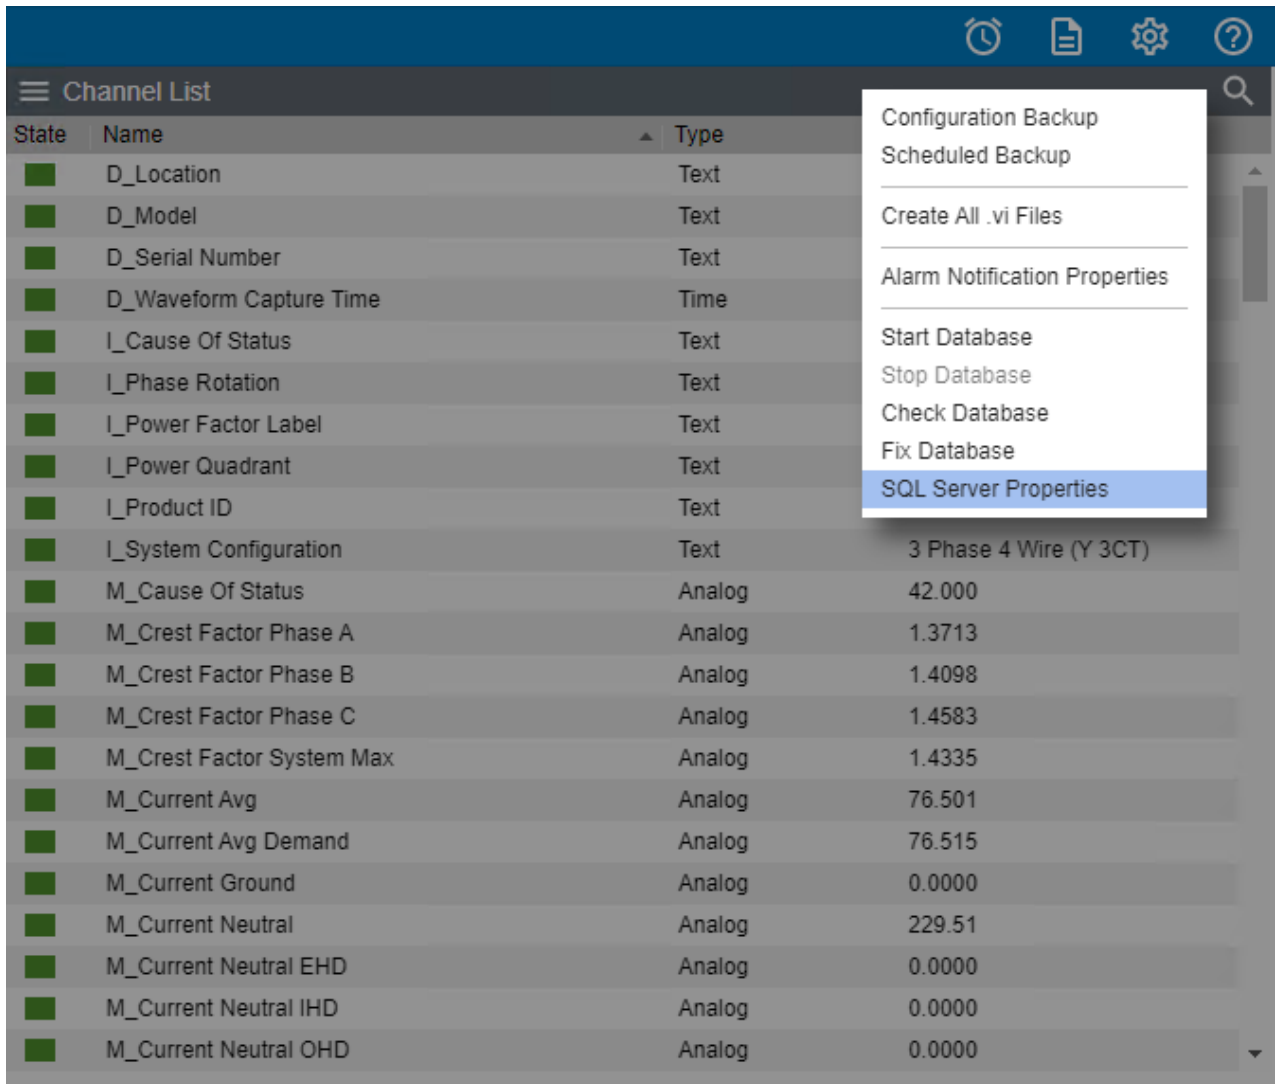 Channel List
State Name Type
Configuration Backup
Scheduled Backup
Create All .vi Files
Alarm Notification Properties
Start Database
Stop Database
Check Database
Fix Database
SQL Server Properties
D_Location Text
D_Model Text
D_Serial Number Text
D_Waveform Capture Time Time
I_Cause Of Status Text
I_Phase Rotation Text
I_Power Factor Label Text
I_Power Quadrant Text
I_Product ID Text
I_System Configuration Text 3 Phase 4 Wire (Y 3CT)
M_Cause Of Status Analog 42.000
M_Crest Factor Phase A Analog 1.3713
M_Crest Factor Phase B Analog 1.4098
M_Crest Factor Phase C Analog 1.4583
M_Crest Factor System Max Analog 1.4335
M_Current Avg Analog 76.501
M_Current Avg Demand Analog 76.515
M_Current Ground Analog 0.0000
M_Current Neutral Analog 229.51
M_Current Neutral EHD Analog 0.0000
M_Current Neutral IHD Analog 0.0000
M_Current Neutral OHD Analog 0.0000